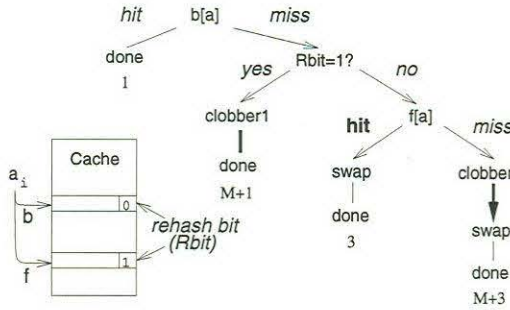 hit b[a] miss
done
1
Rbit=1?
yes no
clobber1 f[a]
hit miss
done swap clobber
M+1 done swap
3 done
M+3
Cache
a i
b 0
rehash bit
(Rbit)
1
f